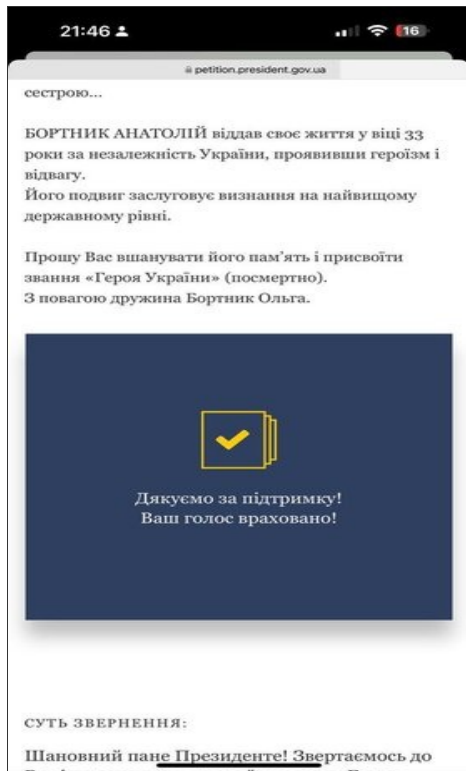 21:46
16
petition.president.gov.ua
сестрою...
БОРТНИК АНАТОЛІЙ віддав своє життя у віці 33
роки за незалежність України, проявивши героїзм і
відвагу.
Його подвиг заслуговує визнання на найвищому
державному рівні.
Прошу Вас вшанувати його пам’ять і присвоїти
звання «Героя України» (посмертно).
З повагою дружина Бортник Ольга.
Дякуємо за підтримку!
Ваш голос враховано!
СУТЬ ЗВЕРНЕННЯ:
Шановний пане Президенте! Звертаємось до